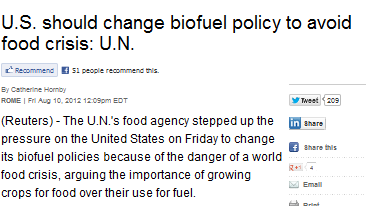 U.S. should change biofuel policy to avoid
food crisis: U.N.
Recommend 51 people recommend this.
By Catherine Hornby
ROME | Fri Aug 10, 2012 12:09pm EDT
Tweet 209
Share
Share this
+1 4
Email
Print
(Reuters) - The U.N.'s food agency stepped up the
pressure on the United States on Friday to change
its biofuel policies because of the danger of a world
food crisis, arguing the importance of growing
crops for food over their use for fuel.